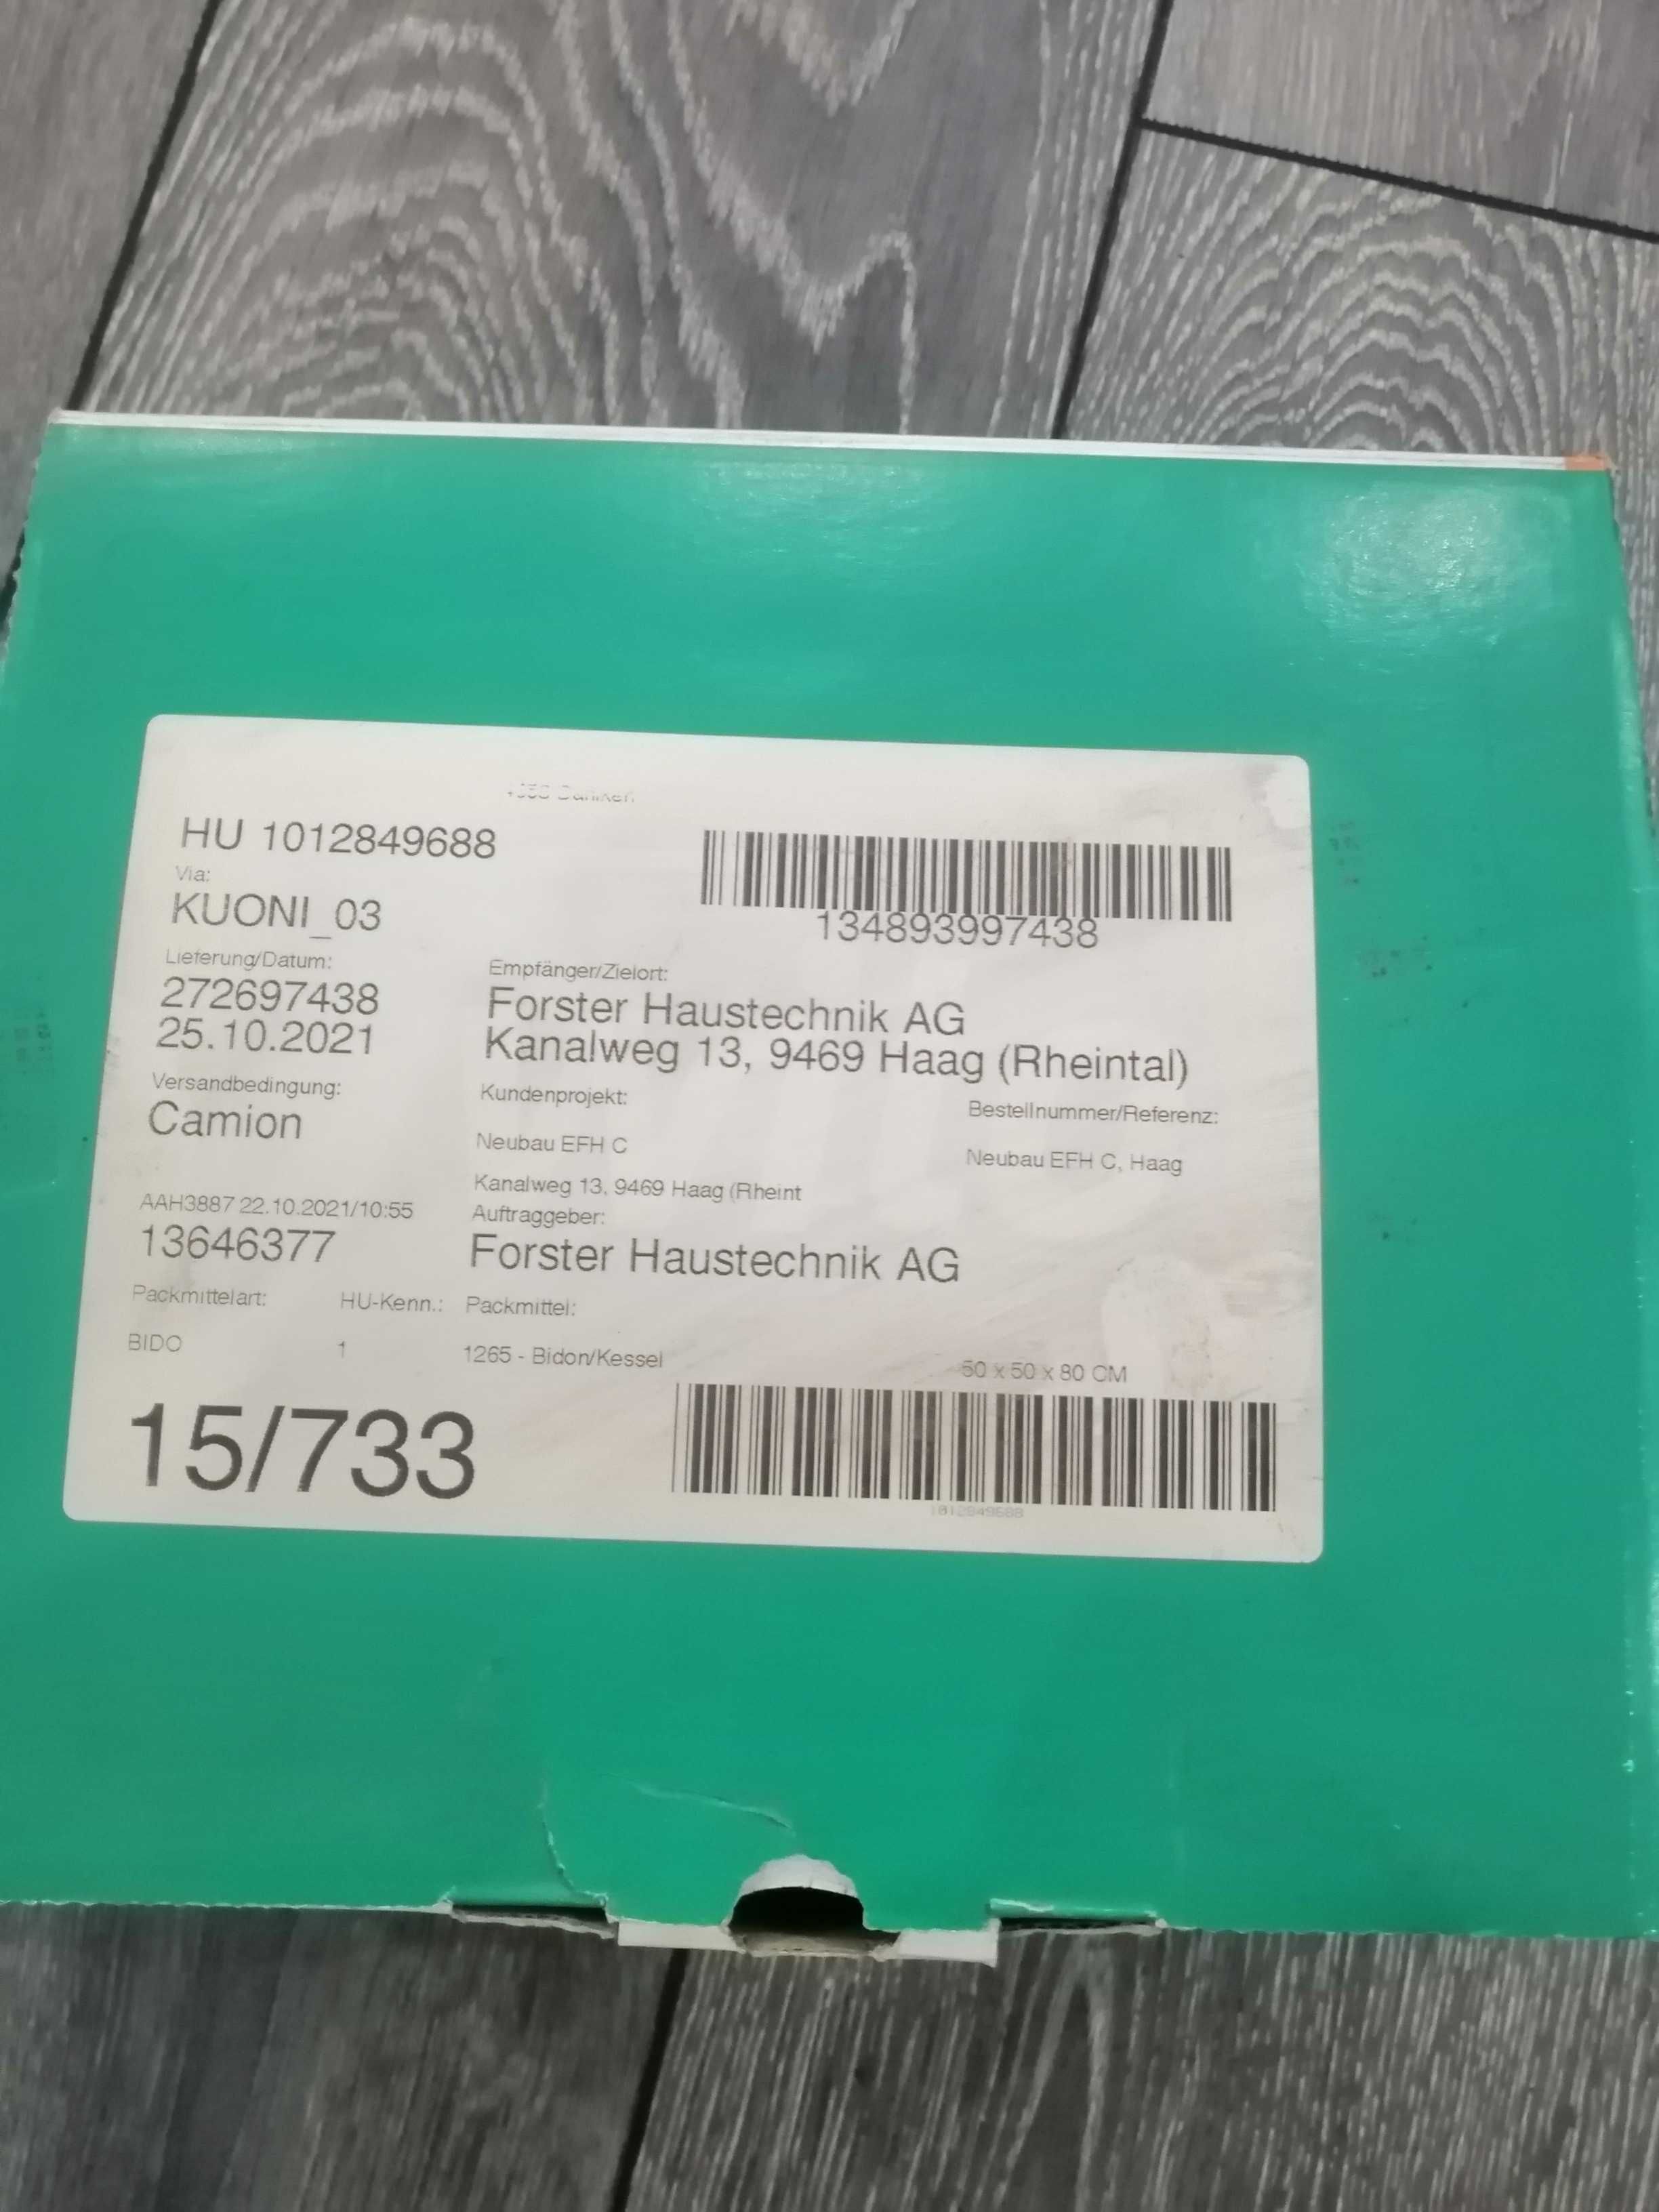 HU 1012849688
134893997438
Via:
KUONI_03
Lieferung/Datum:
272697438
25.10.2021
Empfänger/Zielort:
Forster Haustechnik AG
Kanalweg 13, 9469 Haag (Rheintal)
Versandbedingung:
Camion
Kundenprojekt:
Bestellnummer/Referenz:
Neubau EFH C
Neubau EFH C, Haag
Kanalweg 13, 9469 Haag (Rheint
AAH3887 22.10.2021/10:55
13646377
Auftraggeber:
Forster Haustechnik AG
Packmittelart:
HU-Kenn.:
Packmittel:
BIDO
1
1265 - Bidon/Kessel
50 x 50 x 80 CM
15/733
1012849688